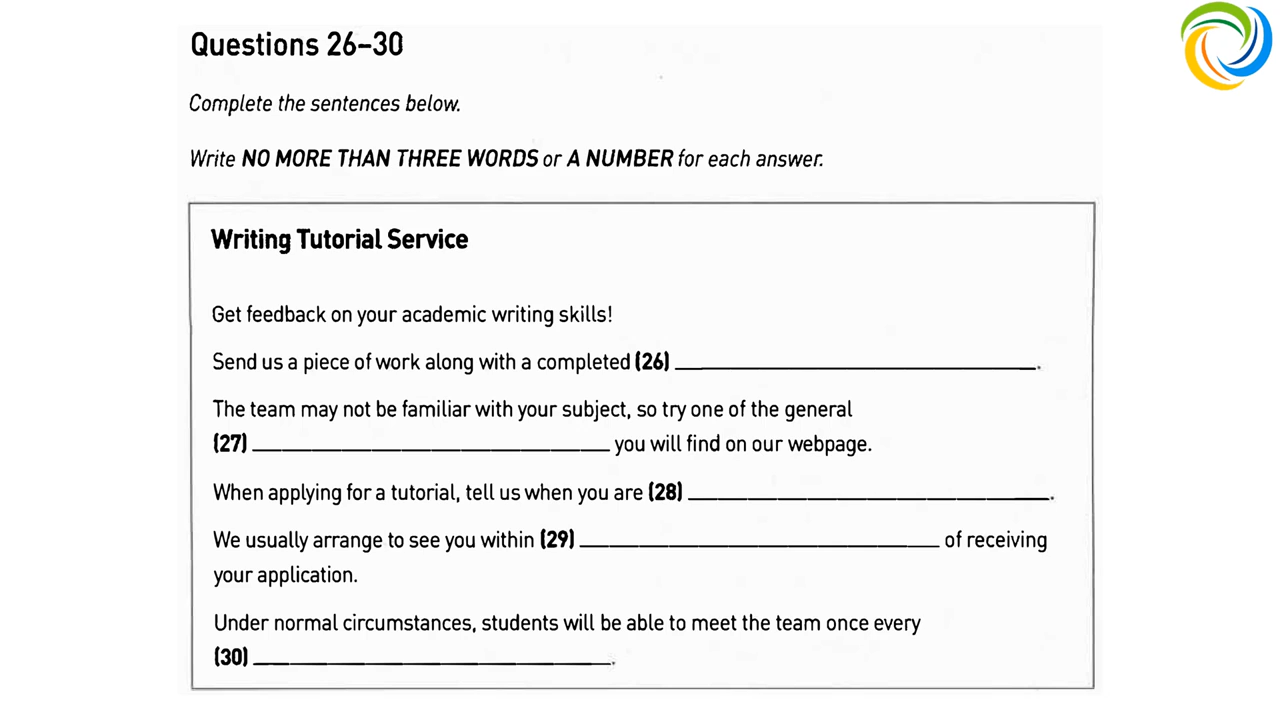 Questions 26–30
Complete the sentences below.
Write NO MORE THAN THREE WORDS or A NUMBER for each answer.
Writing Tutorial Service
Get feedback on your academic writing skills!
Send us a piece of work along with a completed (26) ____________________.
The team may not be familiar with your subject, so try one of the general
(27) ____________________ you will find on our webpage.
When applying for a tutorial, tell us when you are (28) ____________________.
We usually arrange to see you within (29) ____________________ of receiving
your application.
Under normal circumstances, students will be able to meet the team once every
(30) ____________________.